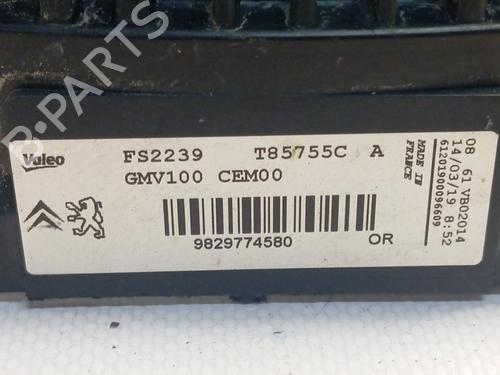 B-PARTS
Valeo
FS2239 T85755C A
GMV100 CEM00
9829774580
OR
MADE IN
FRANCE
08 61 VB02014
14/03/19 8:52
61201900096609